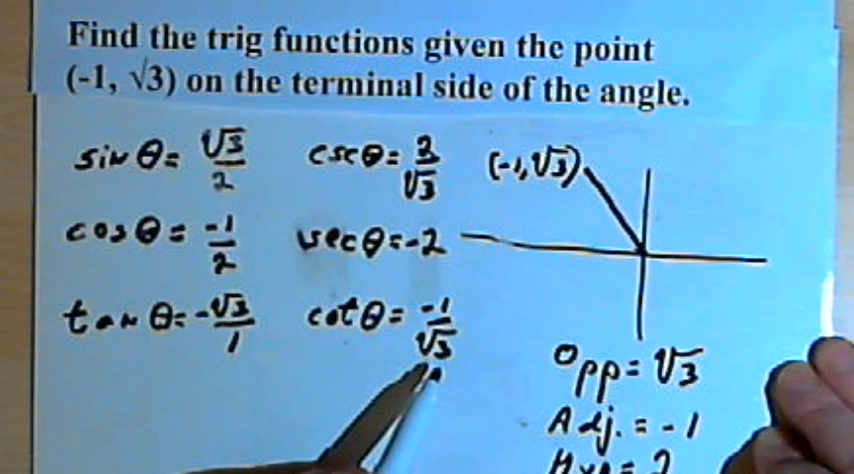 Find the trig functions given the point
(-1, √3) on the terminal side of the angle.
sin θ = √3/2
csc θ = 2/√3
(-1, √3)
cos θ = -1/2
sec θ = -2
tan θ = -√3/1
cot θ = -1/√3
Opp = √3
Adj. = -1
Hyp = 2